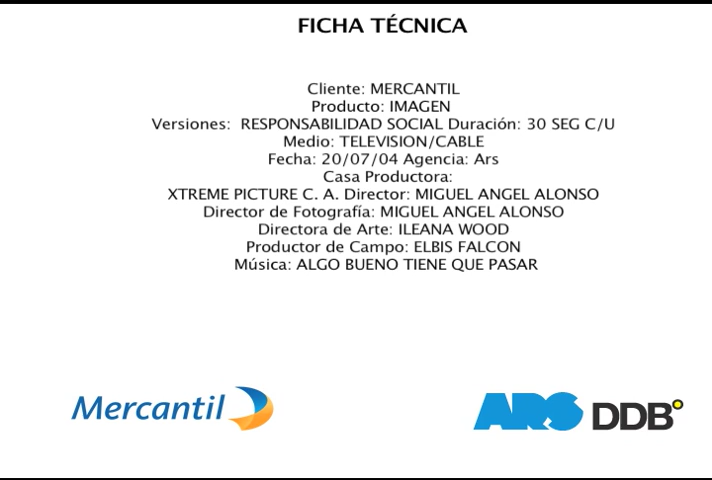 FICHA TÉCNICA
Cliente: MERCANTIL
Producto: IMAGEN
Versiones: RESPONSABILIDAD SOCIAL Duración: 30 SEG C/U
Medio: TELEVISION/CABLE
Fecha: 20/07/04 Agencia: Ars
Casa Productora:
XTREME PICTURE C. A. Director: MIGUEL ANGEL ALONSO
Director de Fotografía: MIGUEL ANGEL ALONSO
Directora de Arte: ILEANA WOOD
Productor de Campo: ELBIS FALCON
Música: ALGO BUENO TIENE QUE PASAR
Mercantil
ARS DDB